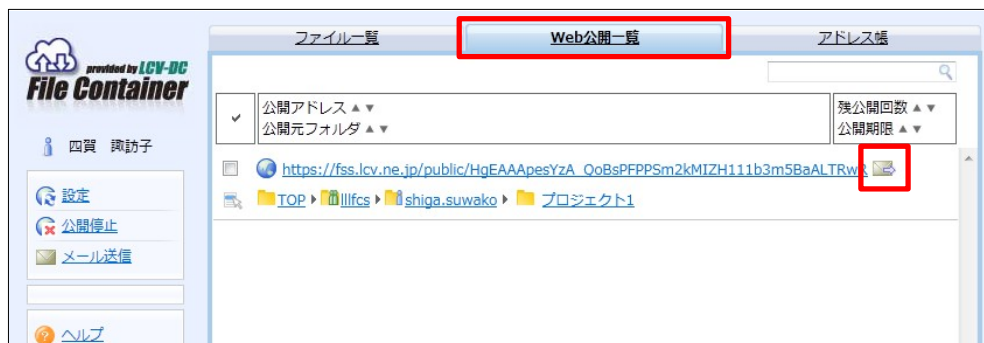 ファイル一覧
Web公開一覧
アドレス帳
provided by LCV-DC
File Container
四賀 諏訪子
公開アドレス ▲ ▼
公開元フォルダ ▲ ▼
残公開回数 ▲ ▼
公開期限 ▲ ▼
https://fss.lcv.ne.jp/public/HgEAAApesYzA_QoBsPFPPSm2kMIZH111b3m5BaALTRwR
TOP ▶ lllfcs ▶ shiga.suwako ▶ プロジェクト1
設定
公開停止
メール送信
ヘルプ